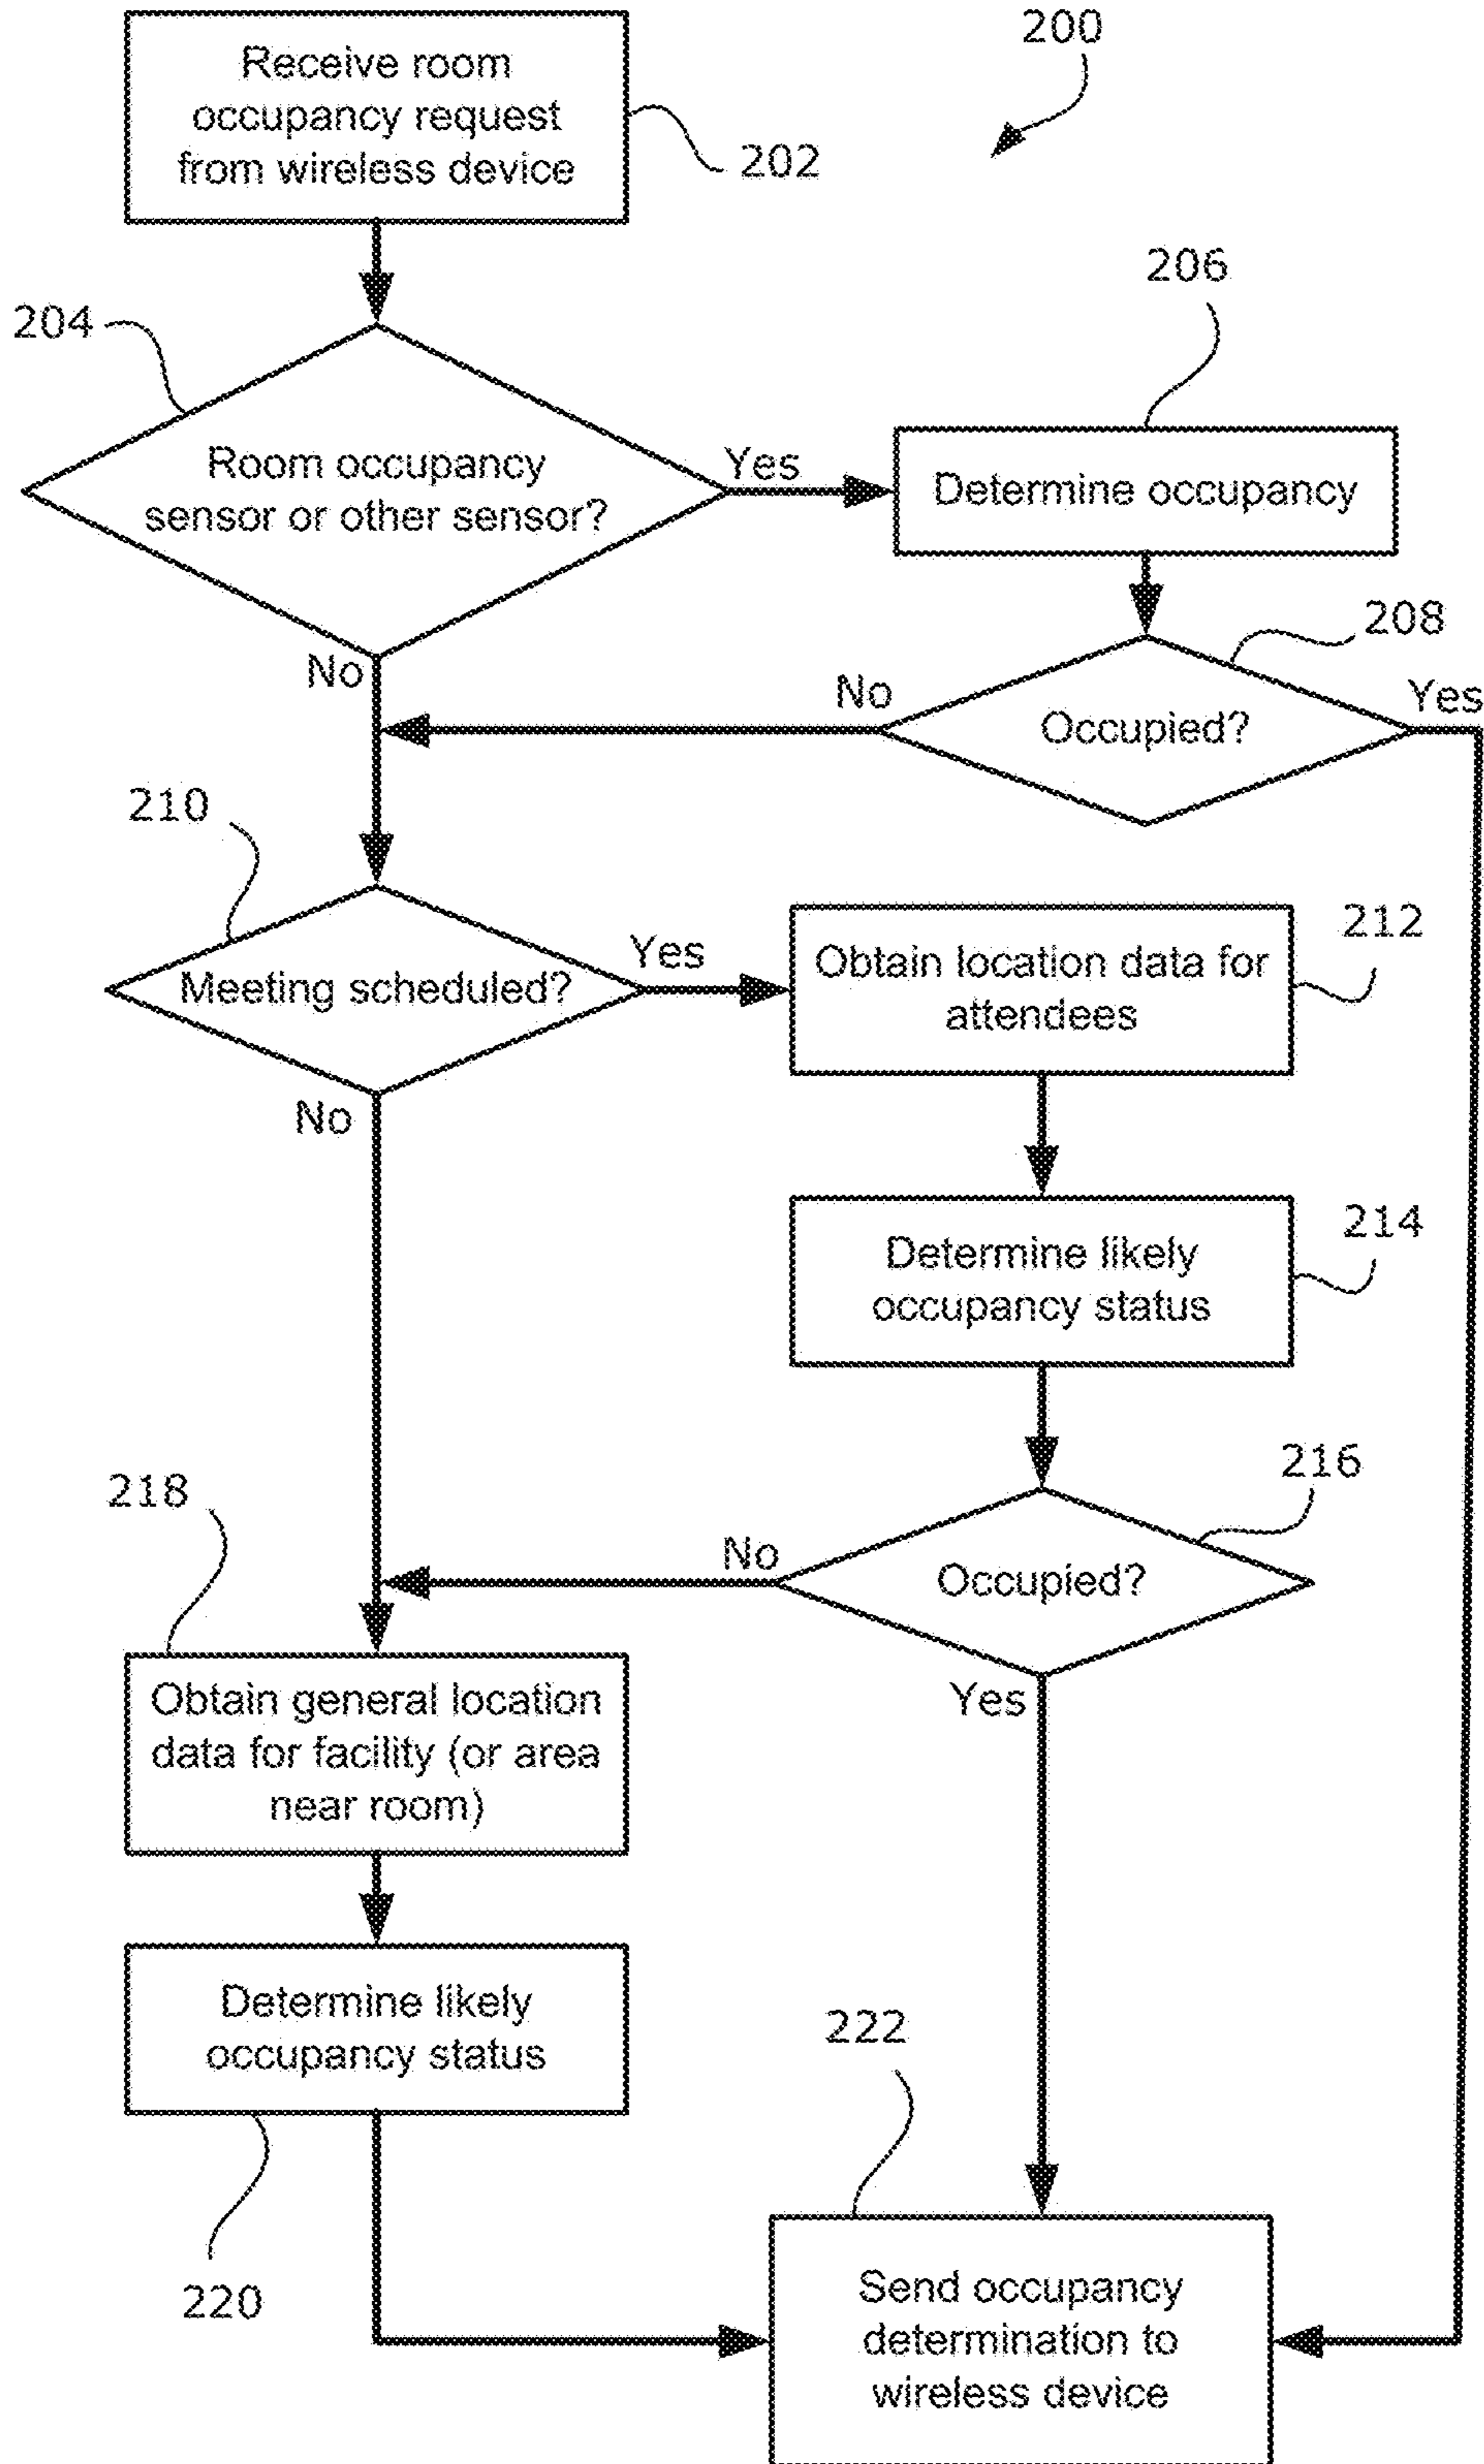 200
Receive room
occupancy request
from wireless device
202
204
Room occupancy
sensor or other sensor?
Yes
No
206
Determine occupancy
208
Occupied?
No
Yes
210
Meeting scheduled?
Yes
No
212
Obtain location data for
attendees
214
Determine likely
occupancy status
216
Occupied?
No
Yes
218
Obtain general location
data for facility (or area
near room)
Determine likely
occupancy status
220
222
Send occupancy
determination to
wireless device